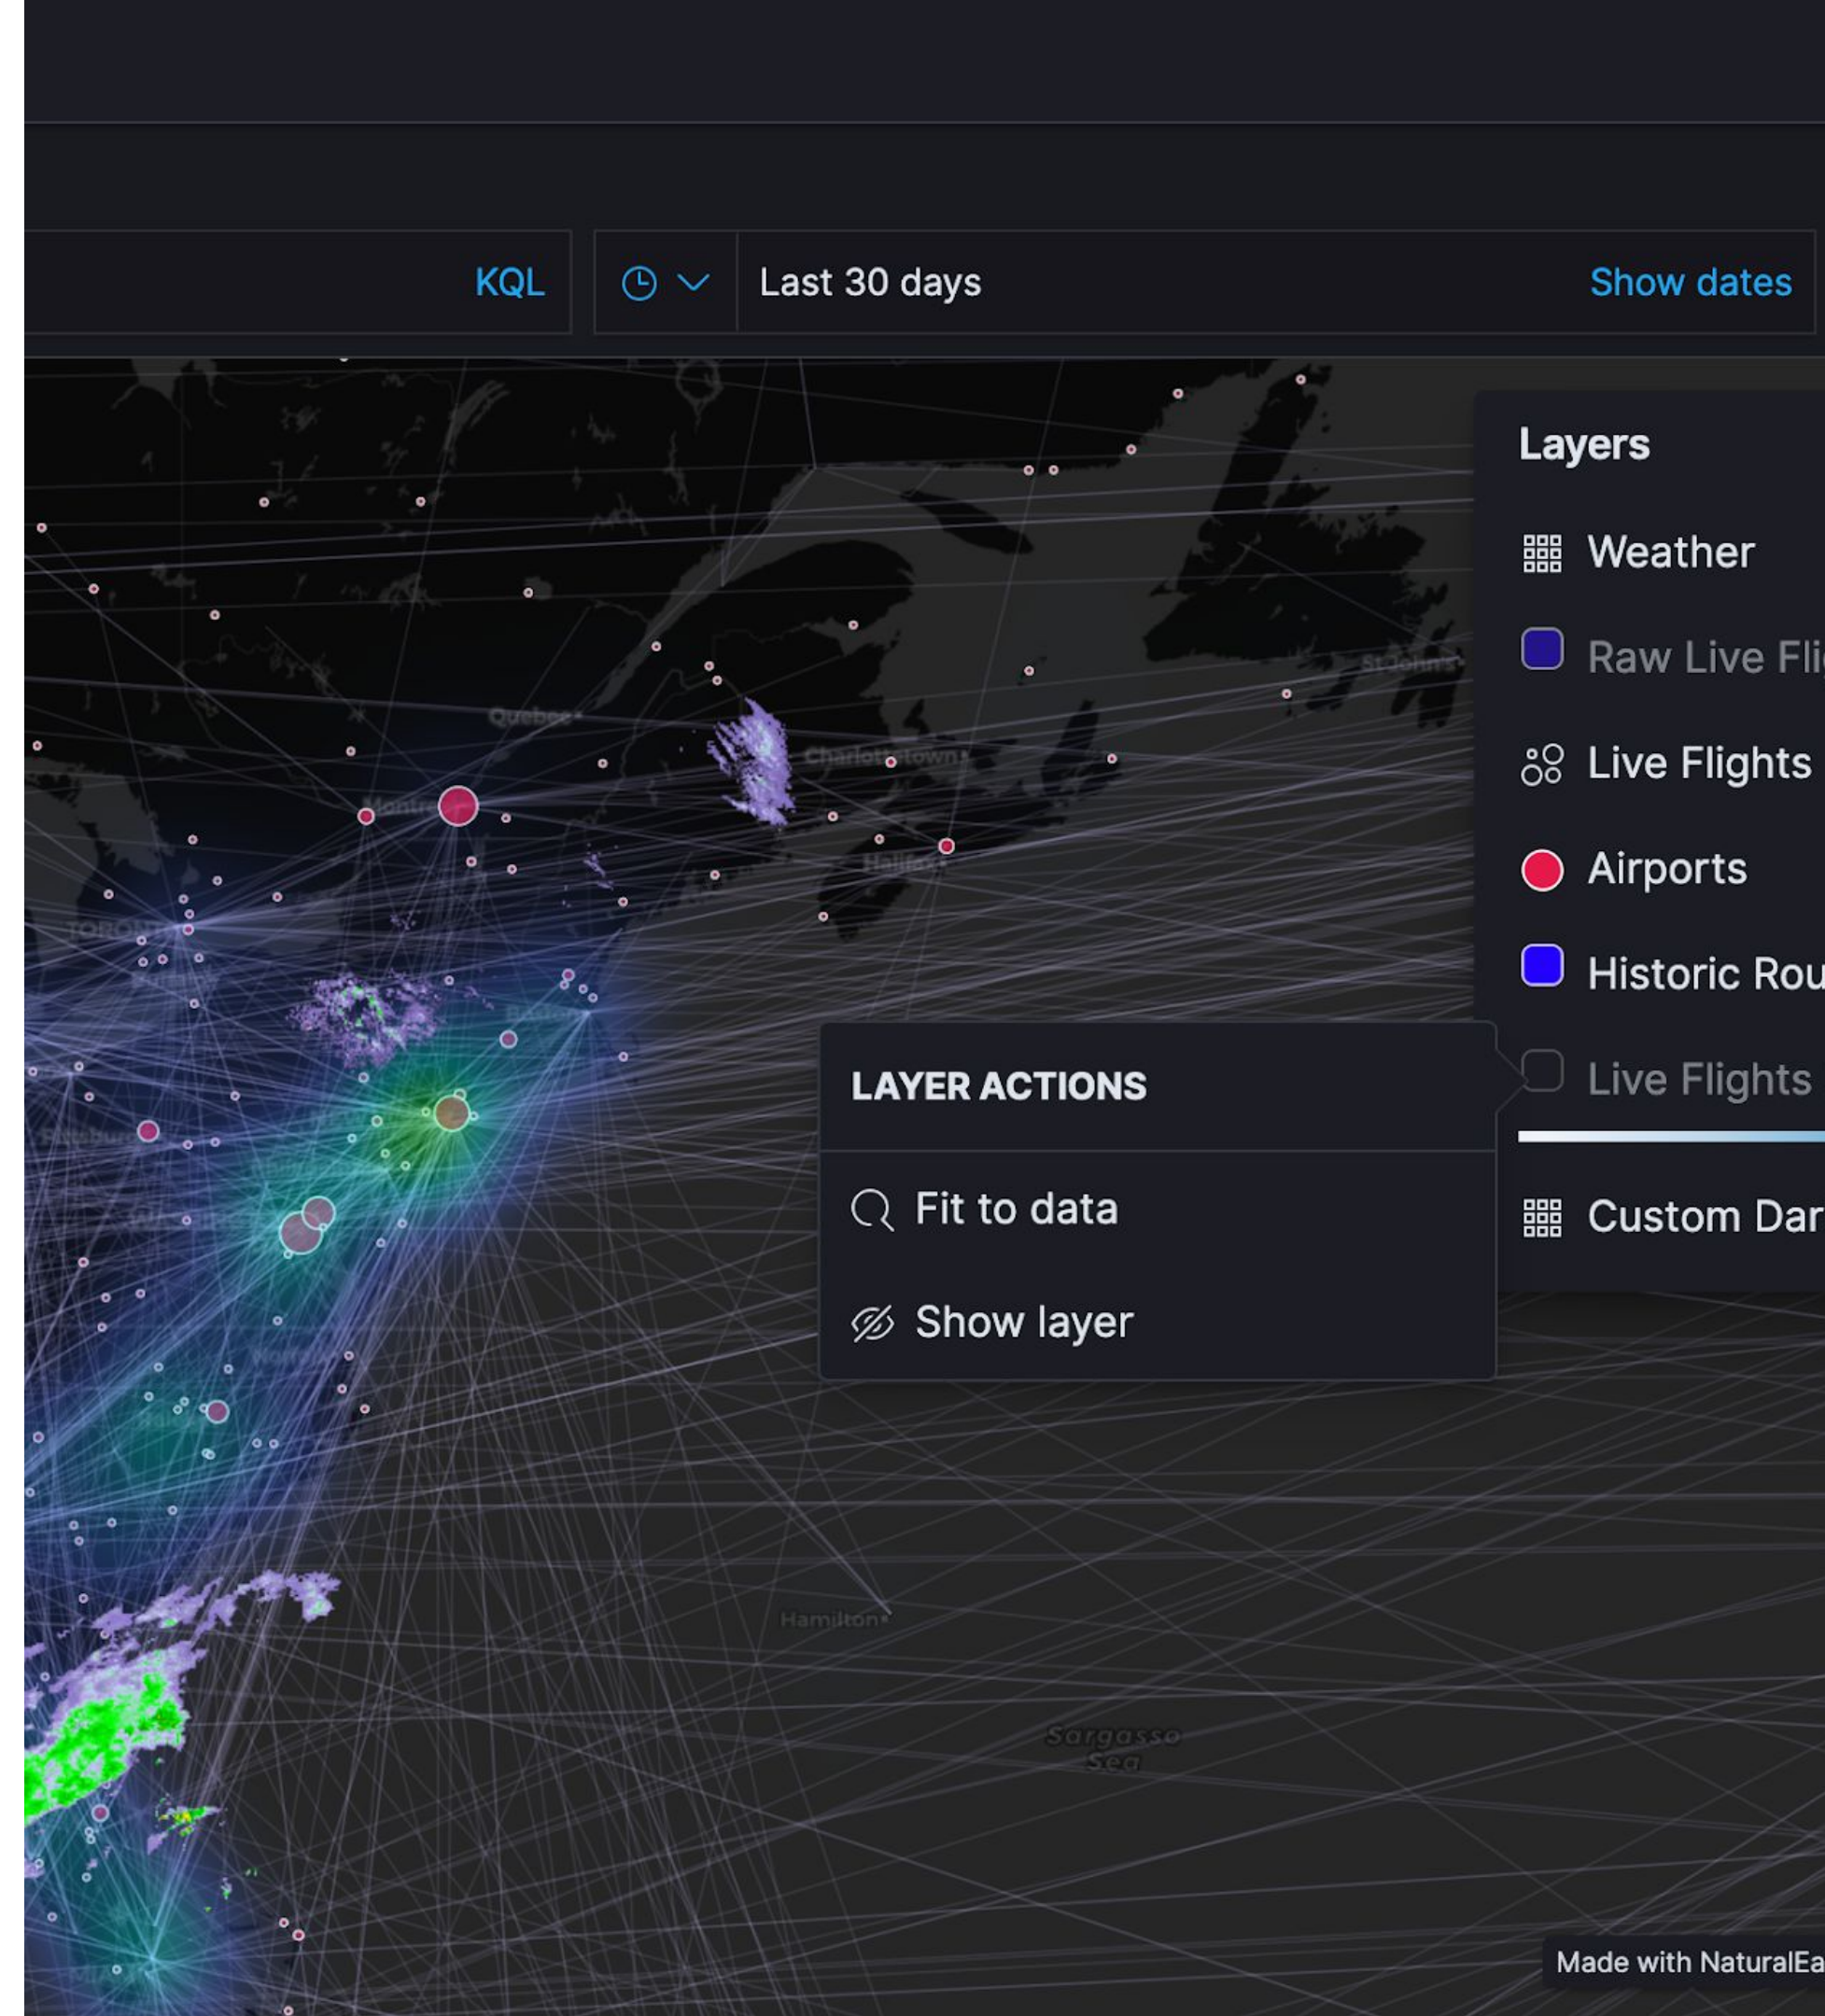 KQL
Last 30 days
Show dates
Layers
Weather
Raw Live Fli
Live Flights
Airports
Historic Rou
Live Flights
Custom Dar
LAYER ACTIONS
Fit to data
Show layer
St John's
Quebec
Charlottetown
Halifax
Hamilton
Sargasso
Sea
Made with NaturalEa